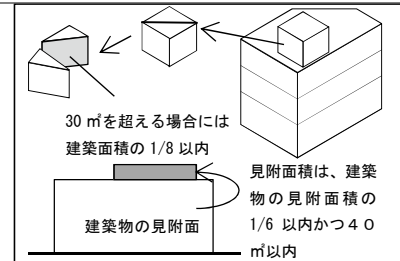 30 ㎡を超える場合には
建築面積の 1/8 以内
見附面積は、建築
物の見附面積の
1/6 以内かつ40
㎡以内
建築物の見附面